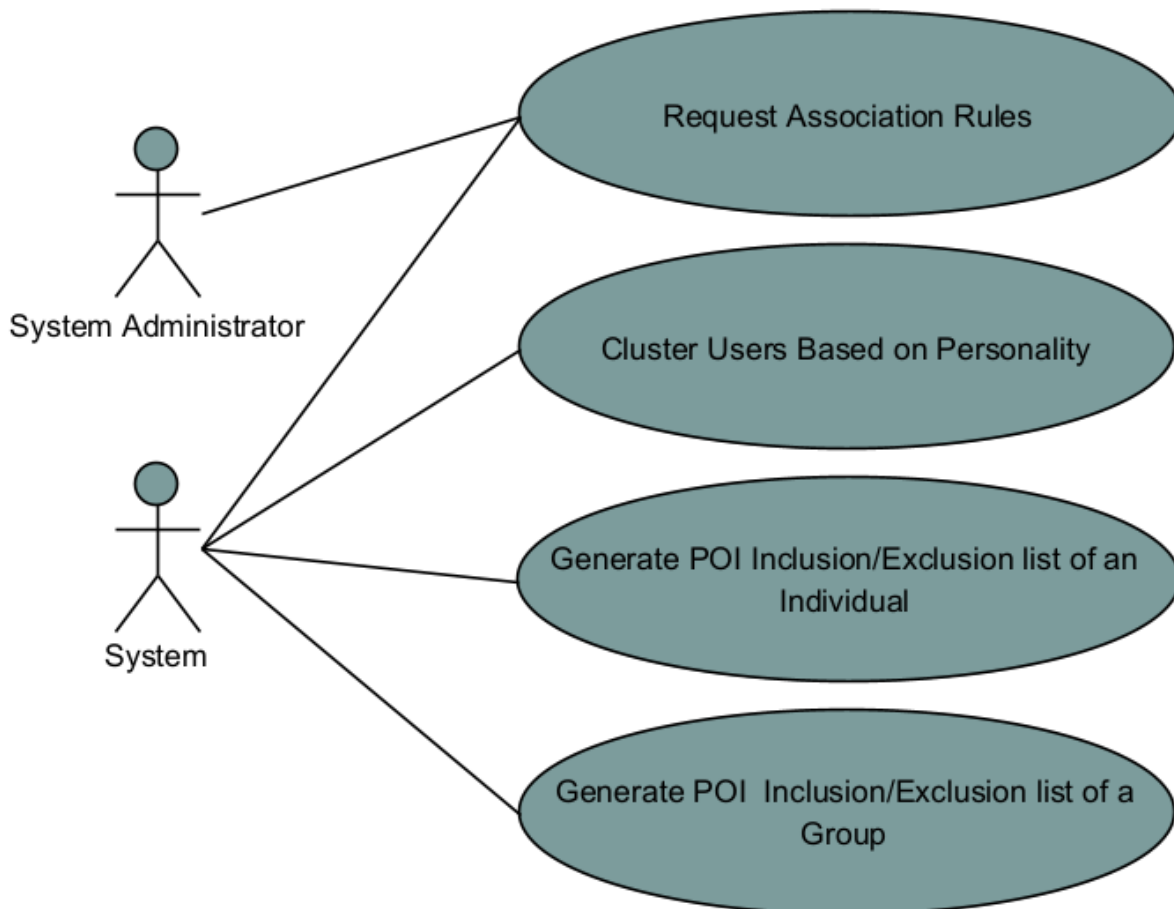 Request Association Rules
System Administrator
Cluster Users Based on Personality
Generate POI Inclusion/Exclusion list of an
Individual
System
Generate POI  Inclusion/Exclusion list of a
Group